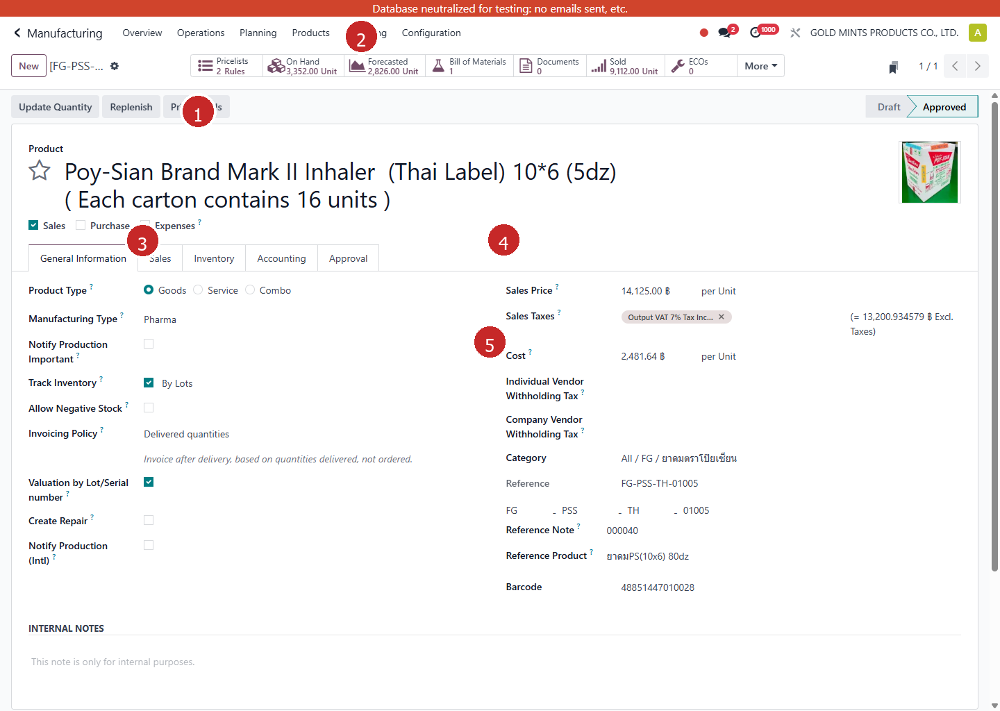 Database neutralized for testing: no emails sent, etc.
Manufacturing Overview Operations Planning Products Configuration 2 1000 GOLD MINTS PRODUCTS CO., LTD. A
2
New [FG-PSS-... Pricelists 2 Rules On Hand 3,352.00 Unit Forecasted 2,826.00 Unit Bill of Materials 1 Documents 0 Sold 9,112.00 Unit ECOs 0 More 1 / 1
Update Quantity Replenish Draft Approved
1
Product
Poy-Sian Brand Mark II Inhaler (Thai Label) 10*6 (5dz)
( Each carton contains 16 units )
POY-SIAN
Sales Purchase Expenses ?
3 4
General Information Sales Inventory Accounting Approval
Product Type ? Goods Service Combo
Sales Price ? 14,125.00 ฿ per Unit
Manufacturing Type ? Pharma
Sales Taxes ? Output VAT 7% Tax Inc... (= 13,200.934579 ฿ Excl.
Taxes)
Notify Production
Important ?
5
Cost ? 2,481.64 ฿ per Unit
Track Inventory ? By Lots
Individual Vendor
Withholding Tax ?
Allow Negative Stock ?
Company Vendor
Withholding Tax ?
Invoicing Policy ? Delivered quantities
Invoice after delivery, based on quantities delivered, not ordered.
Category All / FG / ยาดมตราโป๊ยเซียน
Valuation by Lot/Serial
number ?
Reference FG-PSS-TH-01005
FG - PSS - TH - 01005
Create Repair ?
Reference Note ? 000040
Notify Production
(Intl) ?
Reference Product ? ยาดมPS(10x6) 80dz
Barcode 48851447010028
INTERNAL NOTES
This note is only for internal purposes.